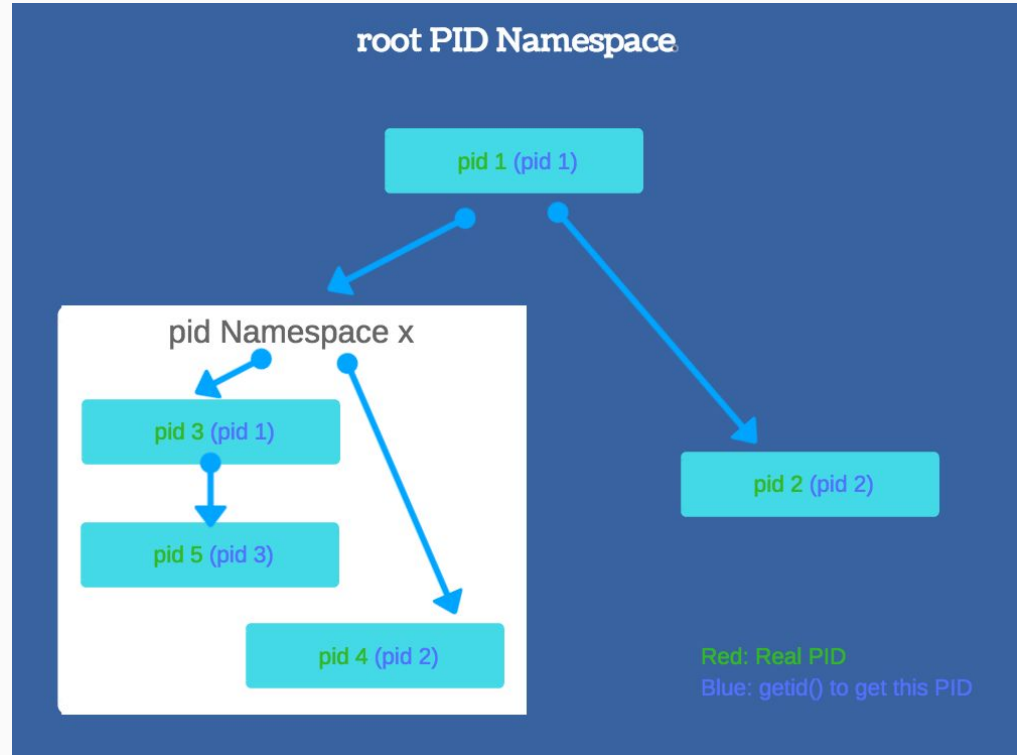 root PID Namespace
pid 1 (pid 1)
pid Namespace x
pid 3 (pid 1)
pid 2 (pid 2)
pid 5 (pid 3)
pid 4 (pid 2)
Red: Real PID
Blue: getid() to get this PID